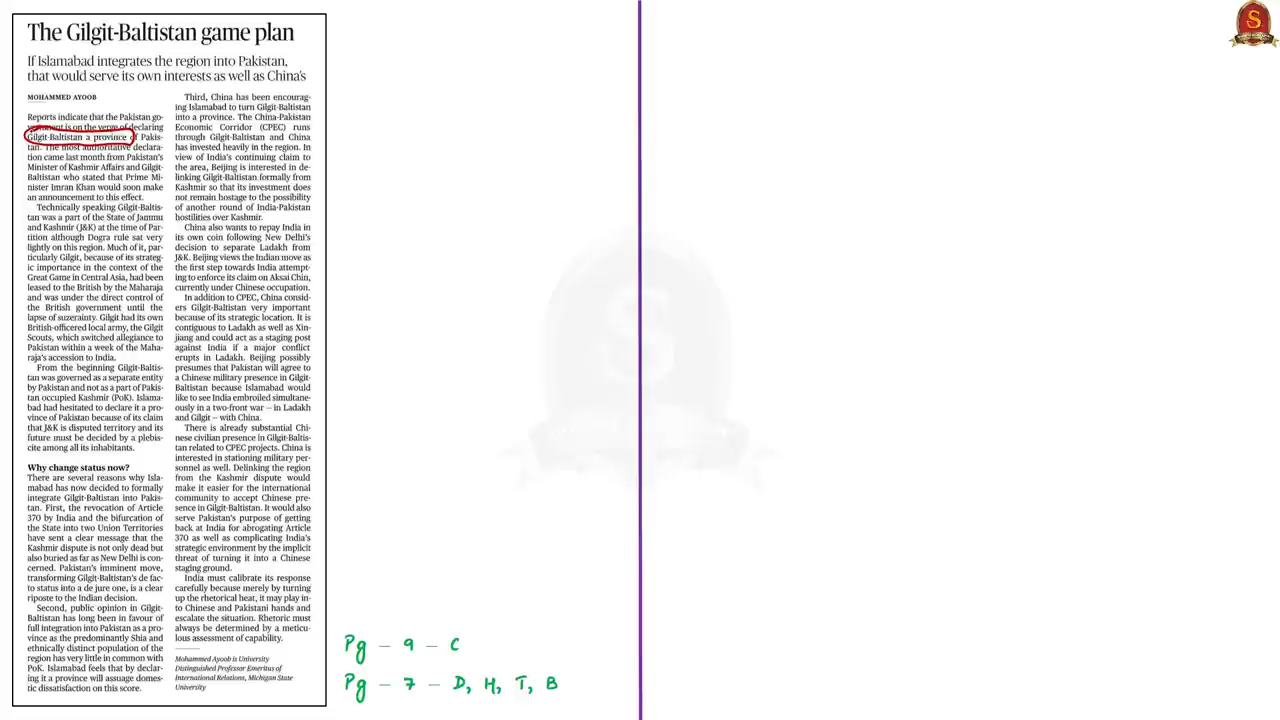 The Gilgit-Baltistan game plan
If Islamabad integrates the region into Pakistan,
that would serve its own interests as well as China's
MOHAMMED AYOOB
Reports indicate that the Pakistan go-
vernment is on the verge of declaring
Gilgit-Baltistan a province of Pakis-
tan. The most authoritative declara-
tion came last month from Pakistan's
Minister of Kashmir Affairs and Gilgit-
Baltistan who stated that Prime Mi-
nister Imran Khan would soon make
an announcement to this effect.
Technically speaking Gilgit-Baltis-
tan was a part of the State of Jammu
and Kashmir (J&K) at the time of Par-
tition although Dogra rule sat very
lightly on this region. Much of it, par-
ticularly Gilgit, because of its strateg-
ic importance in the context of the
Great Game in Central Asia, had been
leased to the British by the Maharaja
and was under the direct control of
the British government until the
lapse of suzerainty. Gilgit had its own
British-officered local army, the Gilgit
Scouts, which switched allegiance to
Pakistan within a week of the Maha-
raja's accession to India.
From the beginning Gilgit-Baltis-
tan was governed as a separate entity
by Pakistan and not as a part of Pakis-
tan occupied Kashmir (PoK). Islama-
bad had hesitated to declare it a pro-
vince of Pakistan because of its claim
that J&K is disputed territory and its
future must be decided by a plebis-
cite among all its inhabitants.
Why change status now?
There are several reasons why Isla-
mabad has now decided to formally
integrate Gilgit-Baltistan into Pakis-
tan. First, the revocation of Article
370 by India and the bifurcation of
the State into two Union Territories
have sent a clear message that the
Kashmir dispute is not only dead but
also buried as far as New Delhi is con-
cerned. Pakistan's imminent move,
transforming Gilgit-Baltistan's de fac-
to status into a de jure one, is a clear
riposte to the Indian decision.
Second, public opinion in Gilgit-
Baltistan has long been in favour of
full integration into Pakistan as a pro-
vince as the predominantly Shia and
ethnically distinct population of the
region has very little in common with
PoK. Islamabad feels that by declar-
ing it a province will assuage domes-
tic dissatisfaction on this score.
Third, China has been encourag-
ing Islamabad to turn Gilgit-Baltistan
into a province. The China-Pakistan
Economic Corridor (CPEC) runs
through Gilgit-Baltistan and China
has invested heavily in the region. In
view of India's continuing claim to
the area, Beijing is interested in de-
linking Gilgit-Baltistan formally from
Kashmir so that its investment does
not remain hostage to the possibility
of another round of India-Pakistan
hostilities over Kashmir.
China also wants to repay India in
its own coin following New Delhi's
decision to separate Ladakh from
J&K. Beijing views the Indian move as
the first step towards India attempt-
ing to enforce its claim on Aksai Chin,
currently under Chinese occupation.
In addition to CPEC, China consid-
ers Gilgit-Baltistan very important
because of its strategic location. It is
contiguous to Ladakh as well as Xin-
jiang and could act as a staging post
against India if a major conflict
erupts in Ladakh. Beijing possibly
presumes that Pakistan will agree to
a Chinese military presence in Gilgit-
Baltistan because Islamabad would
like to see India embroiled simultane-
ously in a two-front war — in Ladakh
and Gilgit — with China.
There is already substantial Chi-
nese civilian presence in Gilgit-Baltis-
tan related to CPEC projects. China is
interested in stationing military per-
sonnel as well. Delinking the region
from the Kashmir dispute would
make it easier for the international
community to accept Chinese pre-
sence in Gilgit-Baltistan. It would also
serve Pakistan's purpose of getting
back at India for abrogating Article
370 as well as complicating India's
strategic environment by the implicit
threat of turning it into a Chinese
staging ground.
India must calibrate its response
carefully because merely by turning
up the rhetorical heat, it may play in-
to Chinese and Pakistani hands and
escalate the situation. Rhetoric must
always be determined by a meticu-
lous assessment of capability.
Mohammed Ayoob is University
Distinguished Professor Emeritus of
International Relations, Michigan State
University
Pg - 9 - C
Pg - 7 - D, H, T, B